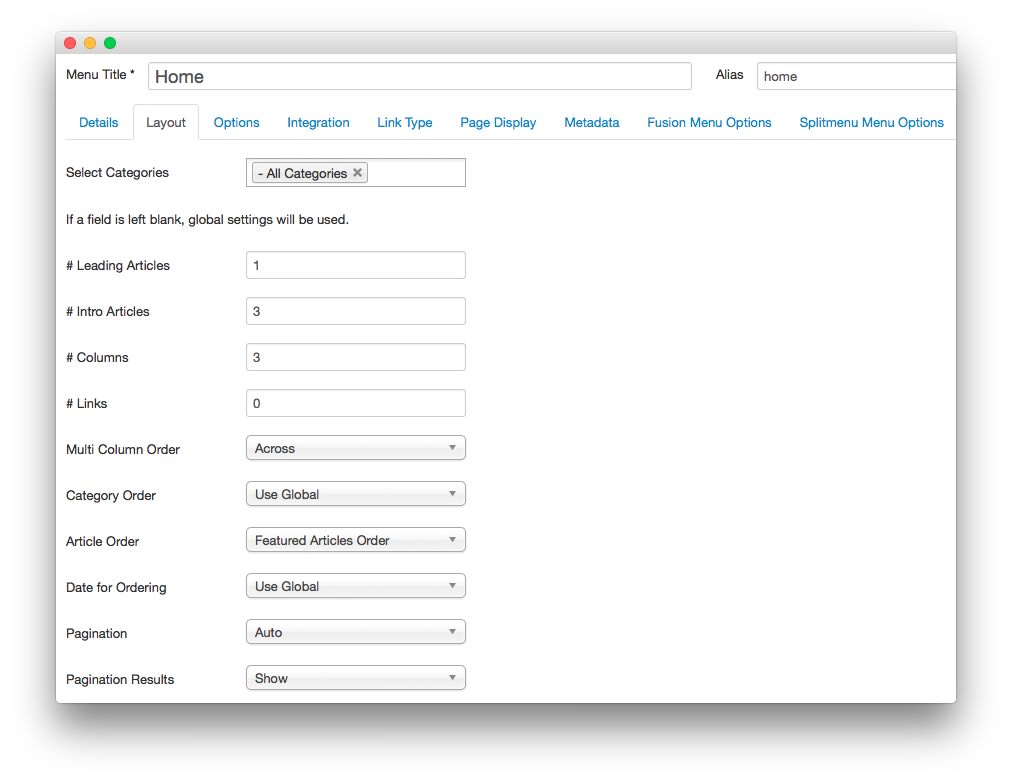 Menu Title * Home Alias home
Details Layout Options Integration Link Type Page Display Metadata Fusion Menu Options Splitmenu Menu Options
Select Categories - All Categories ×
If a field is left blank, global settings will be used.
# Leading Articles 1
# Intro Articles 3
# Columns 3
# Links 0
Multi Column Order Across
Category Order Use Global
Article Order Featured Articles Order
Date for Ordering Use Global
Pagination Auto
Pagination Results Show